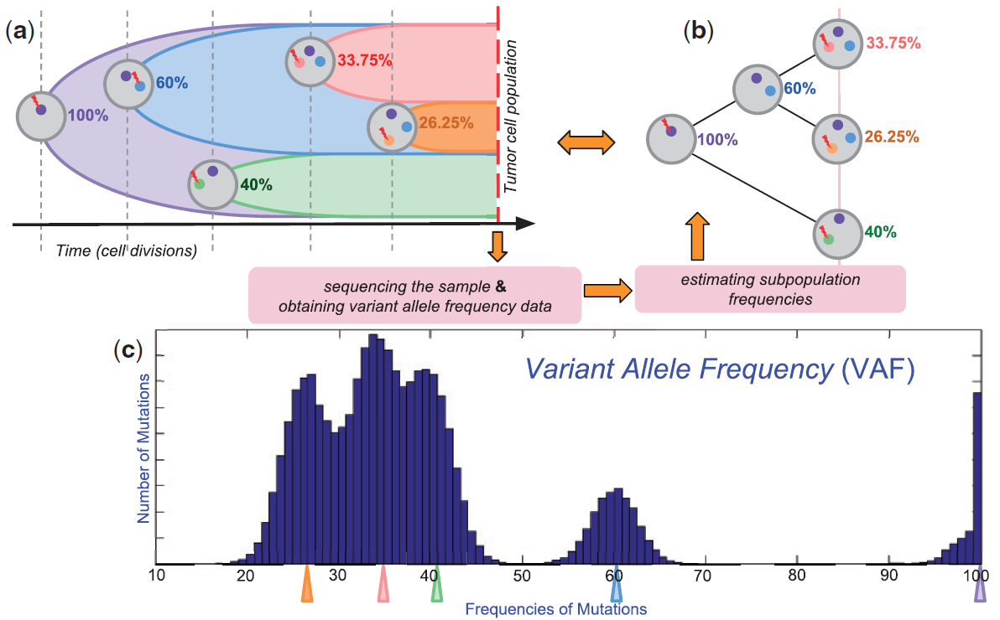 (a)
100%
60%
33.75%
26.25%
40%
Tumor cell population
Time (cell divisions)
(b)
100%
60%
33.75%
26.25%
40%
sequencing the sample &
obtaining variant allele frequency data
estimating subpopulation
frequencies
(c)
Variant Allele Frequency (VAF)
Number of Mutations
10 20 30 40 50 60 70 80 90 100
Frequencies of Mutations